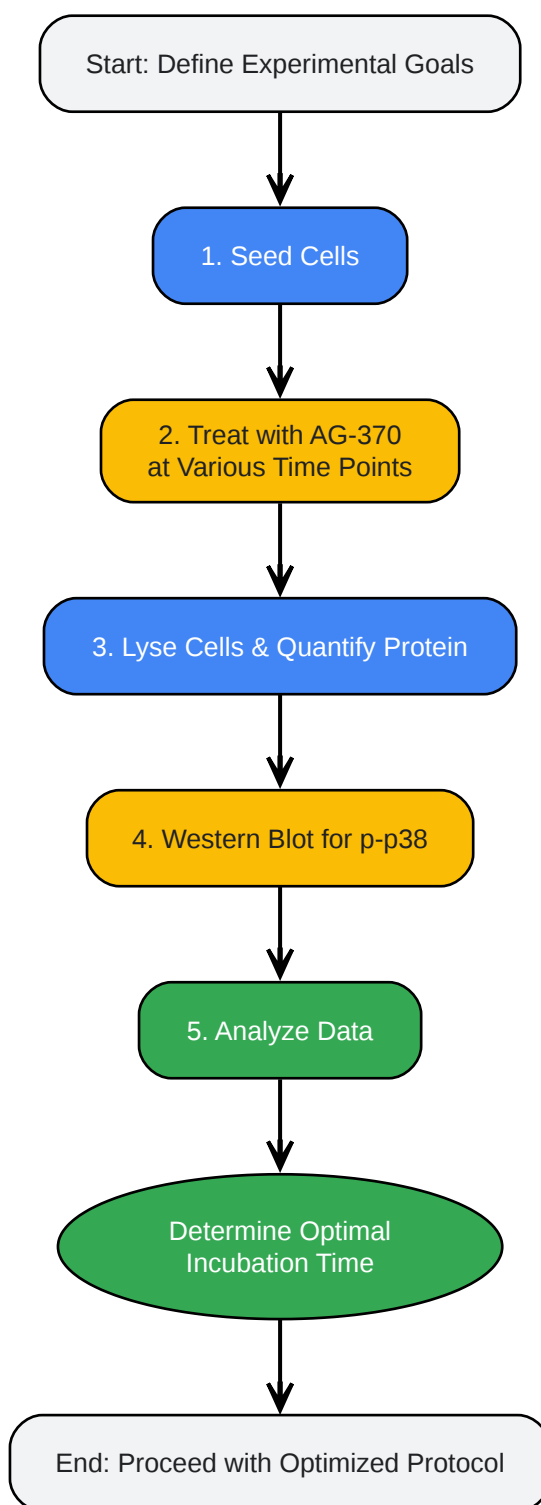 Start: Define Experimental Goals
1. Seed Cells
2. Treat with AG-370
at Various Time Points
3. Lyse Cells & Quantify Protein
4. Western Blot for p-p38
5. Analyze Data
Determine Optimal
Incubation Time
End: Proceed with Optimized Protocol